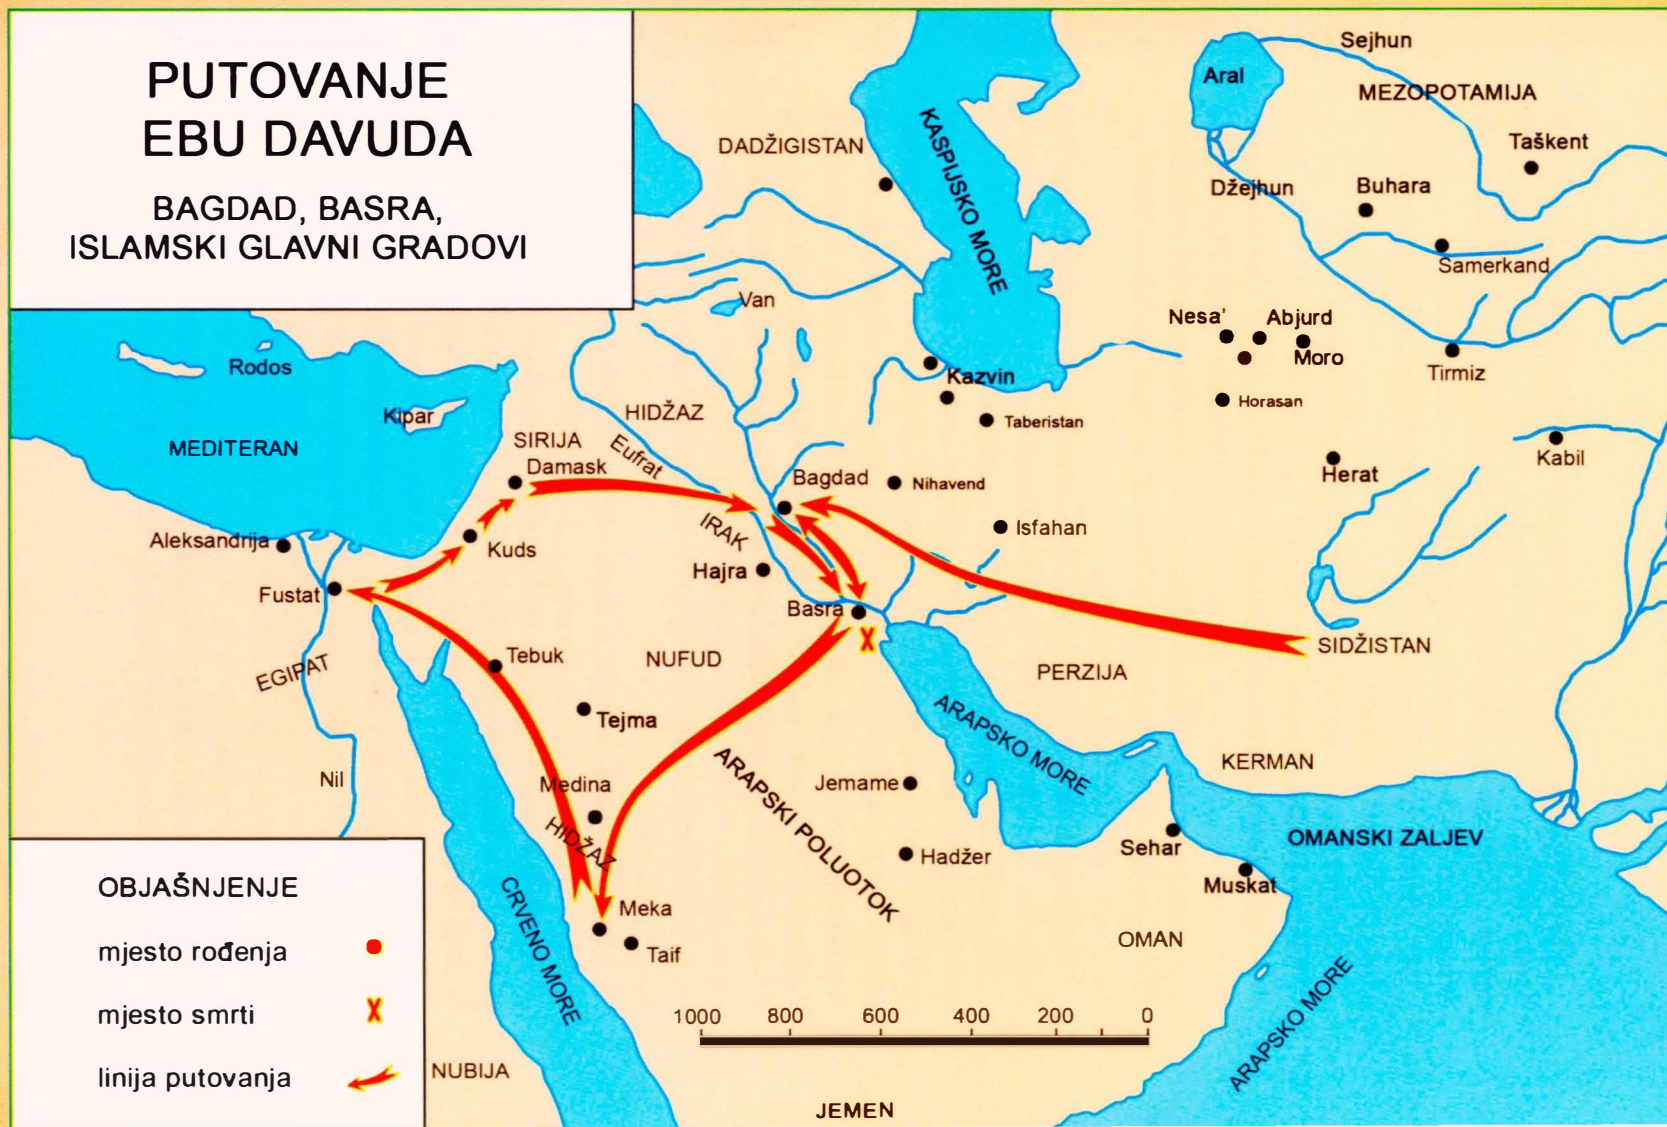 PUTOVANJE
EBU DAVUDA
BAGDAD, BASRA,
ISLAMSKI GLAVNI GRADOVI
Sejhun
Aral
MEZOPOTAMIJA
Taškent
DADŽIGISTAN
KASPIJSKO MORE
Džejhun
Buhara
Samerkand
Van
Nesa'
Abjurd
Moro
Tirmiz
Rodos
Kazvin
Horasan
Kipar
HIDŽAZ
Taberistan
MEDITERAN
SIRIJA
Eufrat
Damask
Bagdad
Nihavend
Herat
Kabil
Aleksandrija
Kuds
IRAK
Isfahan
Hajra
Fustat
Basra
X
EGIPAT
Tebuk
NUFUD
PERZIJA
SIDŽISTAN
Tejma
ARAPSKO MORE
Nil
Medina
ARAPSKI POLUOTOK
Jemame
KERMAN
HIDŽAZ
Hadžer
Sehar
OMANSKI ZALJEV
Muskat
CRVENO MORE
Meka
Taif
OMAN
ARAPSKO MORE
1000 800 600 400 200 0
NUBIJA
JEMEN
OBJAŠNJENJE
mjesto rođenja
mjesto smrti X
linija putovanja